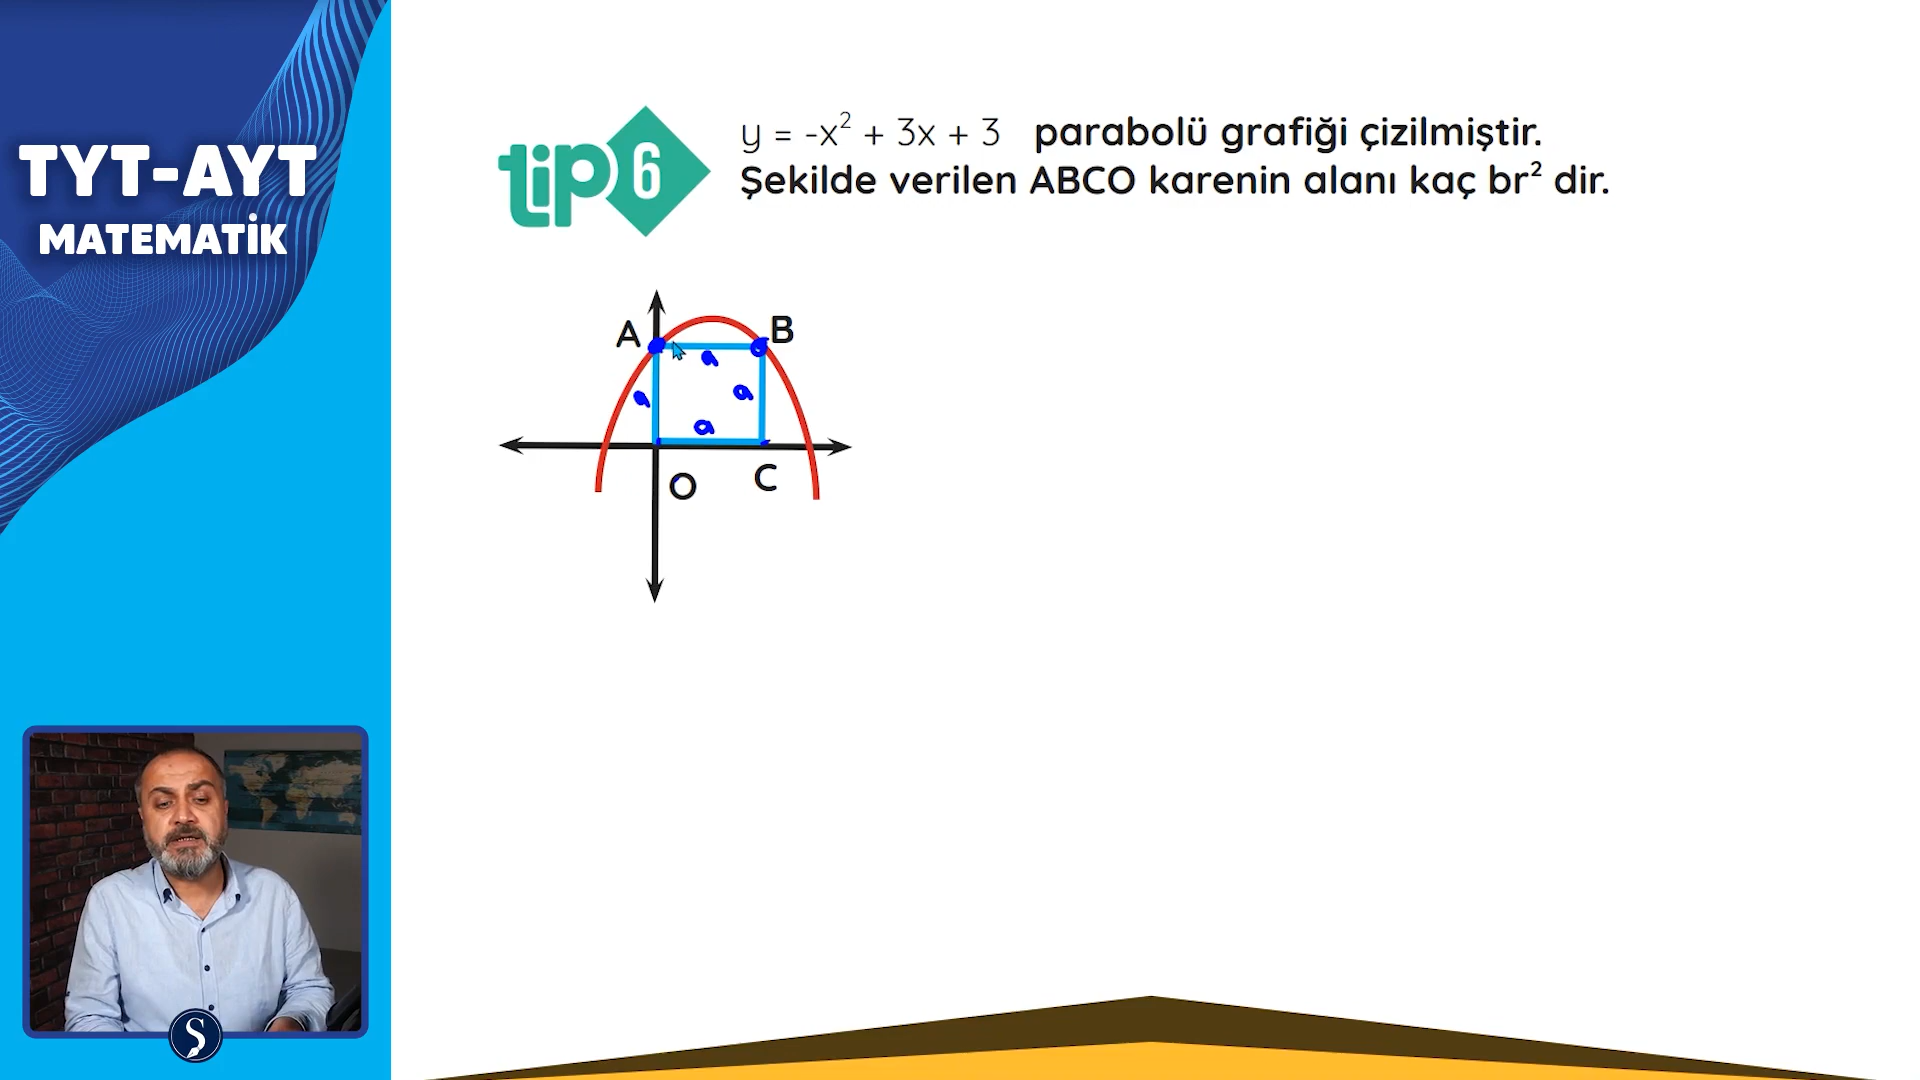 TYT-AYT
MATEMATİK
tip 6
y = -x² + 3x + 3 parabolü grafiği çizilmiştir.
Şekilde verilen ABCO karenin alanı kaç br² dir.
A
B
a
a
a
a
O
C
S